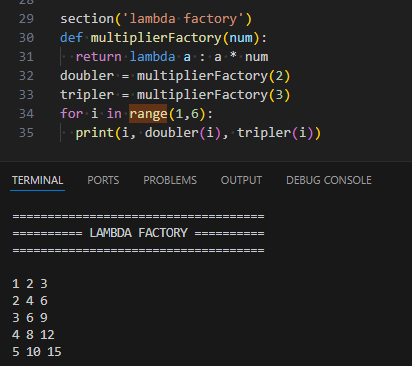 28
29 section('lambda factory')
30 def multiplierFactory(num):
31   return lambda a : a * num
32 doubler = multiplierFactory(2)
33 tripler = multiplierFactory(3)
34 for i in range(1,6):
35   print(i, doubler(i), tripler(i))
TERMINAL PORTS PROBLEMS OUTPUT DEBUG CONSOLE
====================================
========== LAMBDA FACTORY ==========
====================================
1 2 3
2 4 6
3 6 9
4 8 12
5 10 15